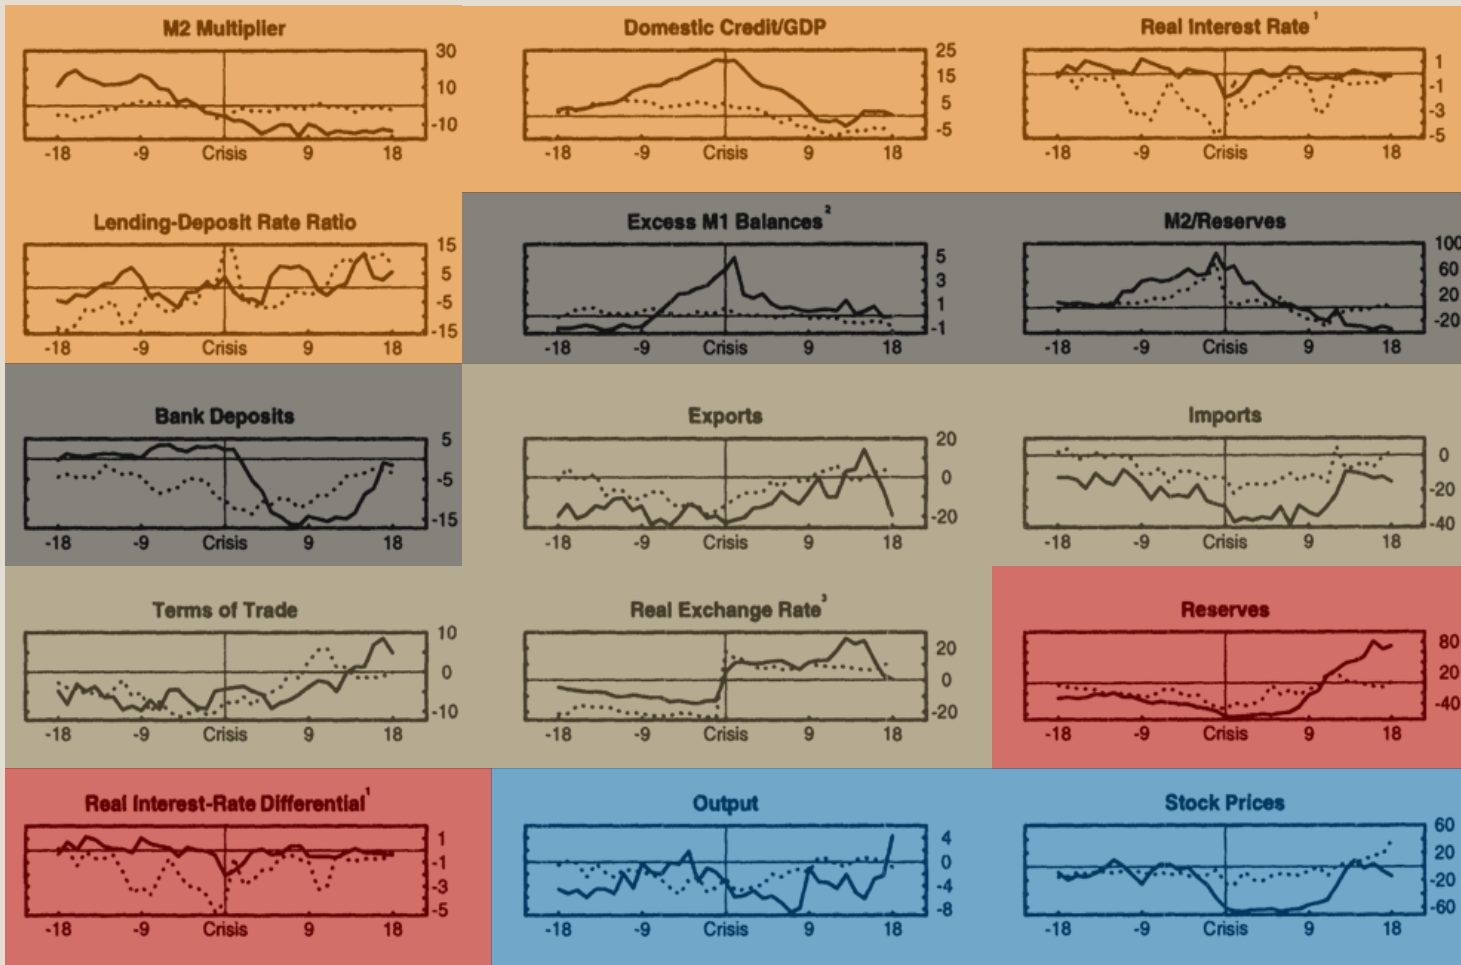 M2 Multiplier
30
10
-10
-18 -9 Crisis 9 18
Domestic Credit/GDP
25
15
5
-5
-18 -9 Crisis 9 18
Real Interest Rate¹
1
-1
-3
-5
-18 -9 Crisis 9 18
Lending-Deposit Rate Ratio
15
5
-5
-15
-18 -9 Crisis 9 18
Excess M1 Balances²
5
3
1
-1
-18 -9 Crisis 9 18
M2/Reserves
100
60
20
-20
-18 -9 Crisis 9 18
Bank Deposits
5
-5
-15
-18 -9 Crisis 9 18
Exports
20
0
-20
-18 -9 Crisis 9 18
Imports
0
-20
-40
-18 -9 Crisis 9 18
Terms of Trade
10
0
-10
-18 -9 Crisis 9 18
Real Exchange Rate³
20
0
-20
-18 -9 Crisis 9 18
Reserves
80
20
-40
-18 -9 Crisis 9 18
Real Interest-Rate Differential¹
1
-1
-3
-5
-18 -9 Crisis 9 18
Output
4
0
-4
-8
-18 -9 Crisis 9 18
Stock Prices
60
20
-20
-60
-18 -9 Crisis 9 18